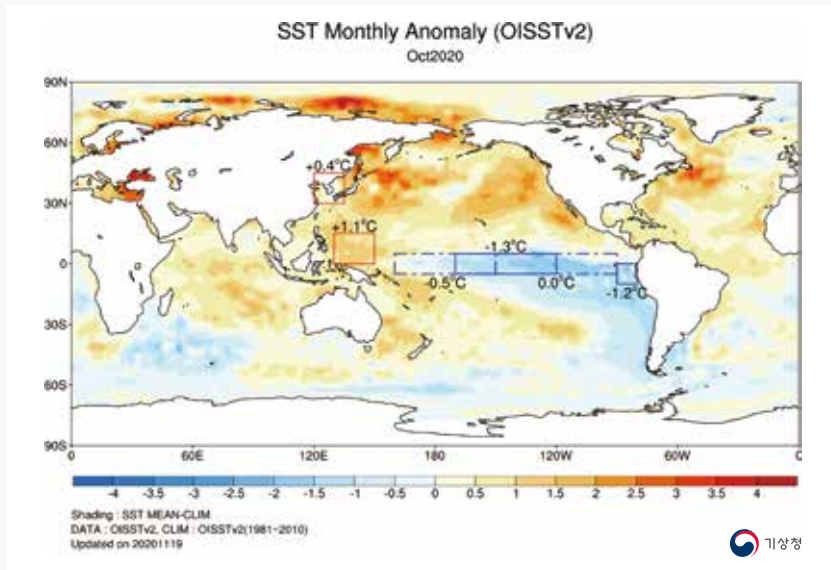 SST Monthly Anomaly (OISSTv2)
Oct2020
90N
60N
30N
0
30S
60S
90S
+0.4°C
+1.1°C
-1.3°C
-0.5°C
0.0°C
-1.2°C
0 60E 120E 180 120W 60W 0
-4 -3.5 -3 -2.5 -2 -1.5 -1 -0.5 0 0.5 1 1.5 2 2.5 3 3.5 4
Shading : SST MEAN-CLIM
DATA : OISSTv2, CLIM : OISSTv2(1981-2010)
Updated on 20201119
기상청